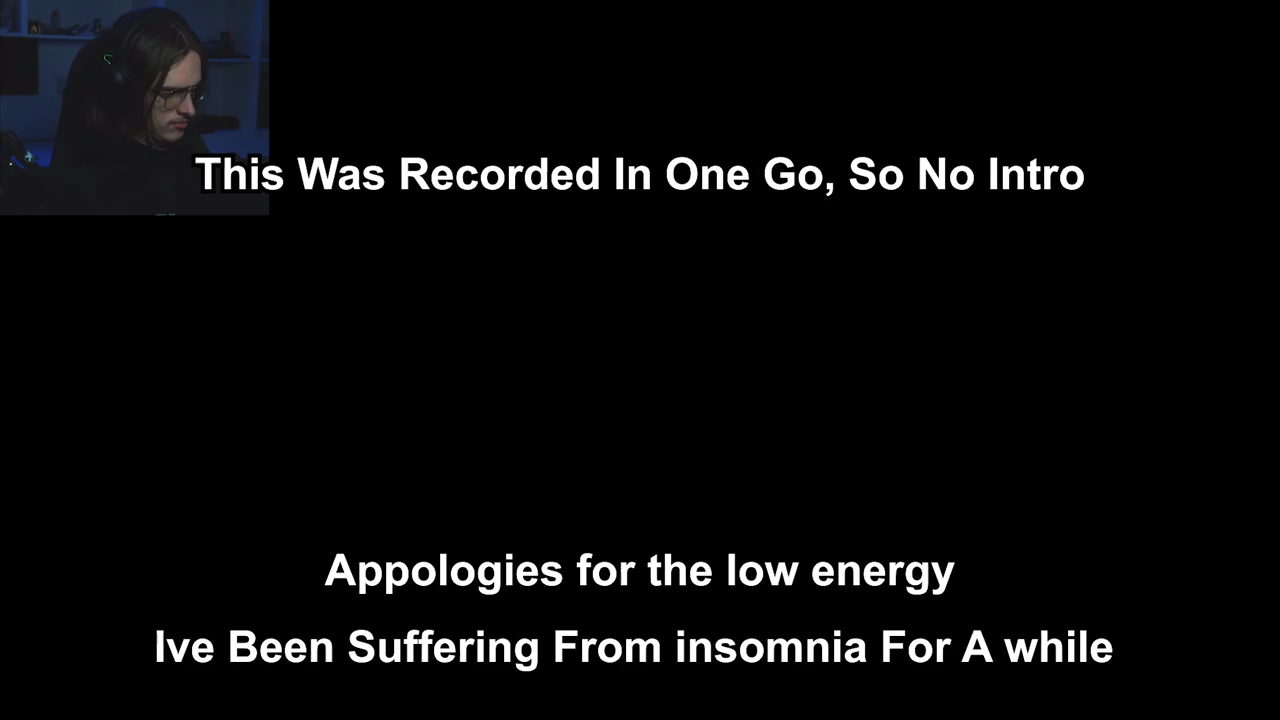 This Was Recorded In One Go, So No Intro
Appologies for the low energy
Ive Been Suffering From insomnia For A while